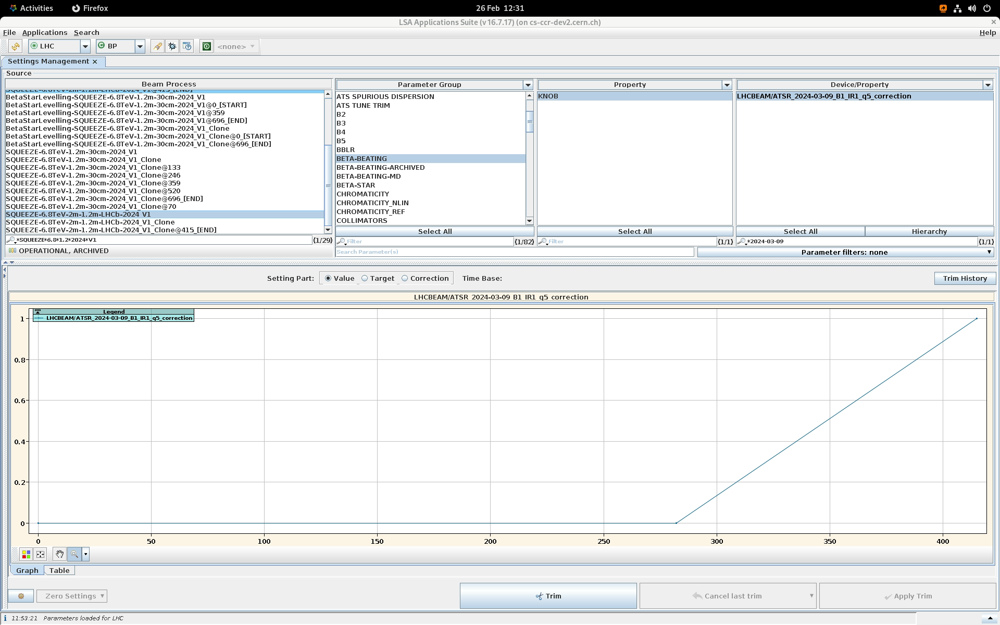 Activities Firefox 26 Feb 12:31
LSA Applications Suite (v 16.7.17) (on cs-ccr-dev2.cern.ch)
File Applications Search Help
LHC BP <none>
Settings Management
Source
Beam Process
SQUEEZE-6.8TeV-2m-1.2m-LHCb-2024_V1@415_[END]
BetaStarLevelling-SQUEEZE-6.8TeV-1.2m-30cm-2024_V1
BetaStarLevelling-SQUEEZE-6.8TeV-1.2m-30cm-2024_V1@0_[START]
BetaStarLevelling-SQUEEZE-6.8TeV-1.2m-30cm-2024_V1@359
BetaStarLevelling-SQUEEZE-6.8TeV-1.2m-30cm-2024_V1@696_[END]
BetaStarLevelling-SQUEEZE-6.8TeV-1.2m-30cm-2024_V1_Clone
BetaStarLevelling-SQUEEZE-6.8TeV-1.2m-30cm-2024_V1_Clone@0_[START]
BetaStarLevelling-SQUEEZE-6.8TeV-1.2m-30cm-2024_V1_Clone@696_[END]
SQUEEZE-6.8TeV-1.2m-30cm-2024_V1
SQUEEZE-6.8TeV-1.2m-30cm-2024_V1_Clone
SQUEEZE-6.8TeV-1.2m-30cm-2024_V1_Clone@133
SQUEEZE-6.8TeV-1.2m-30cm-2024_V1_Clone@246
SQUEEZE-6.8TeV-1.2m-30cm-2024_V1_Clone@359
SQUEEZE-6.8TeV-1.2m-30cm-2024_V1_Clone@520
SQUEEZE-6.8TeV-1.2m-30cm-2024_V1_Clone@696_[END]
SQUEEZE-6.8TeV-1.2m-30cm-2024_V1_Clone@70
SQUEEZE-6.8TeV-2m-1.2m-LHCb-2024_V1
SQUEEZE-6.8TeV-2m-1.2m-LHCb-2024_V1_Clone
SQUEEZE-6.8TeV-2m-1.2m-LHCb-2024_V1_Clone@415_[END]
*SQUEEZE*6.8*1.2*2024*V1 (1/29)
OPERATIONAL, ARCHIVED
Parameter Group
ATS SPURIOUS DISPERSION
ATS TUNE TRIM
B2
B3
B4
B5
BBLR
BETA-BEATING
BETA-BEATING-ARCHIVED
BETA-BEATING-MD
BETA-STAR
CHROMATICITY
CHROMATICITY_NLIN
CHROMATICITY_REF
COLLIMATORS
Select All
Filter (1/82)
Property
KNOB
Select All
Filter (1/1)
Device/Property
LHCBEAM/ATSR_2024-03-09_B1_IR1_q5_correction
Select All Hierarchy
*2024-03-09 (1/1)
Search Parameter(s) Parameter filters: none
Setting Part: Value Target Correction Time Base: Trim History
LHCBEAM/ATSR 2024-03-09 B1 IR1 q5 correction
Legend
LHCBEAM/ATSR_2024-03-09_B1_IR1_q5_correction
1
0.8
0.6
0.4
0.2
0
0 50 100 150 200 250 300 350 400
Graph Table
Zero Settings Trim Cancel last trim Apply Trim
11:53:21 Parameters loaded for LHC